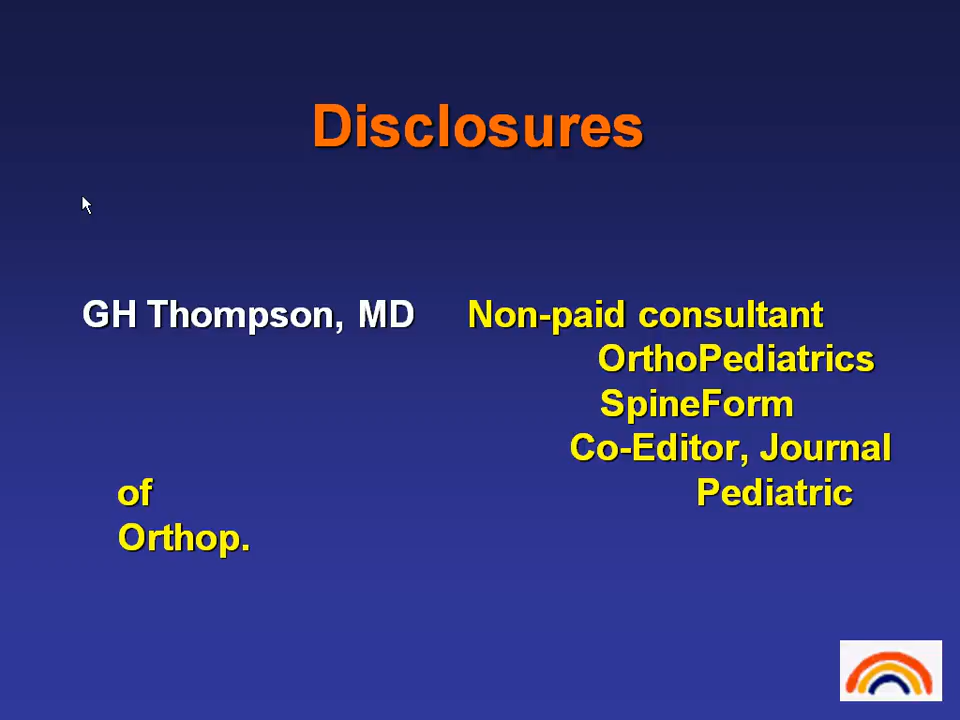 Disclosures
GH Thompson, MD Non-paid consultant
OrthoPediatrics
SpineForm
Co-Editor, Journal
of Pediatric
Orthop.